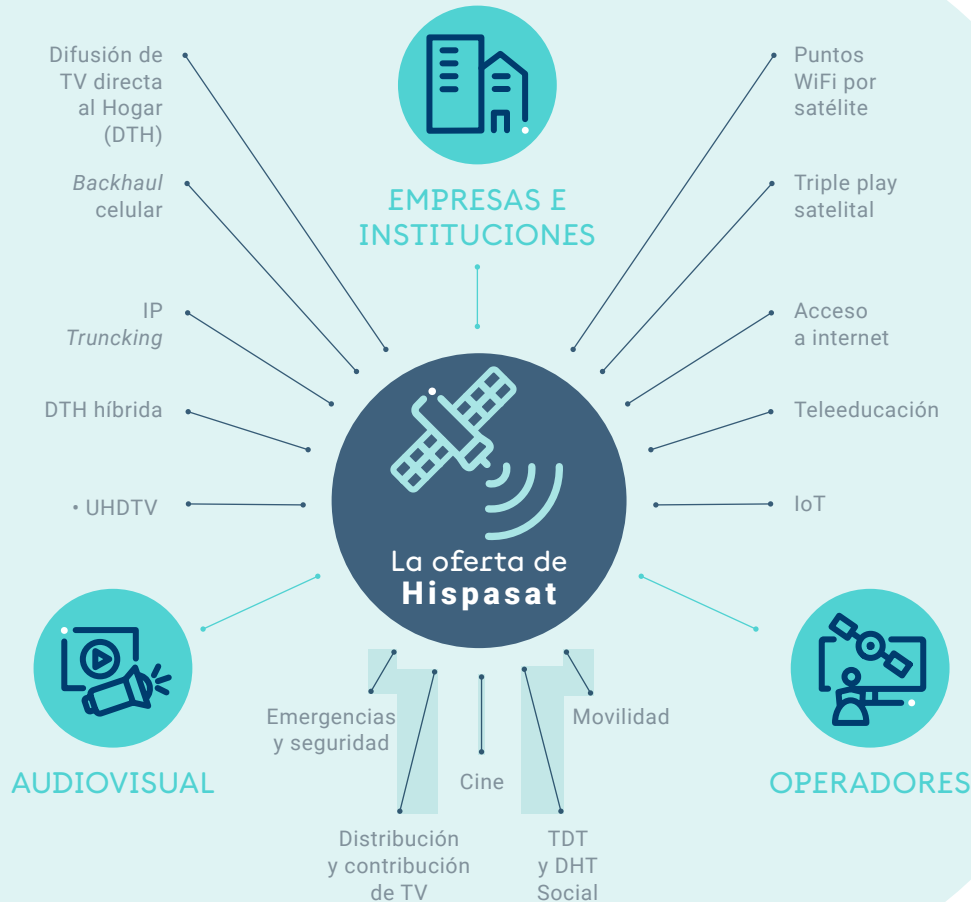 Difusión de
TV directa
al Hogar
(DTH)
Backhaul
celular
IP
Truncking
DTH híbrida
• UHDTV
EMPRESAS E
INSTITUCIONES
Puntos
WiFi por
satélite
Triple play
satelital
Acceso
a internet
Teleeducación
IoT
La oferta de
Hispasat
AUDIOVISUAL
Emergencias
y seguridad
Distribución
y contribución
de TV
Cine
TDT
y DHT
Social
Movilidad
OPERADORES